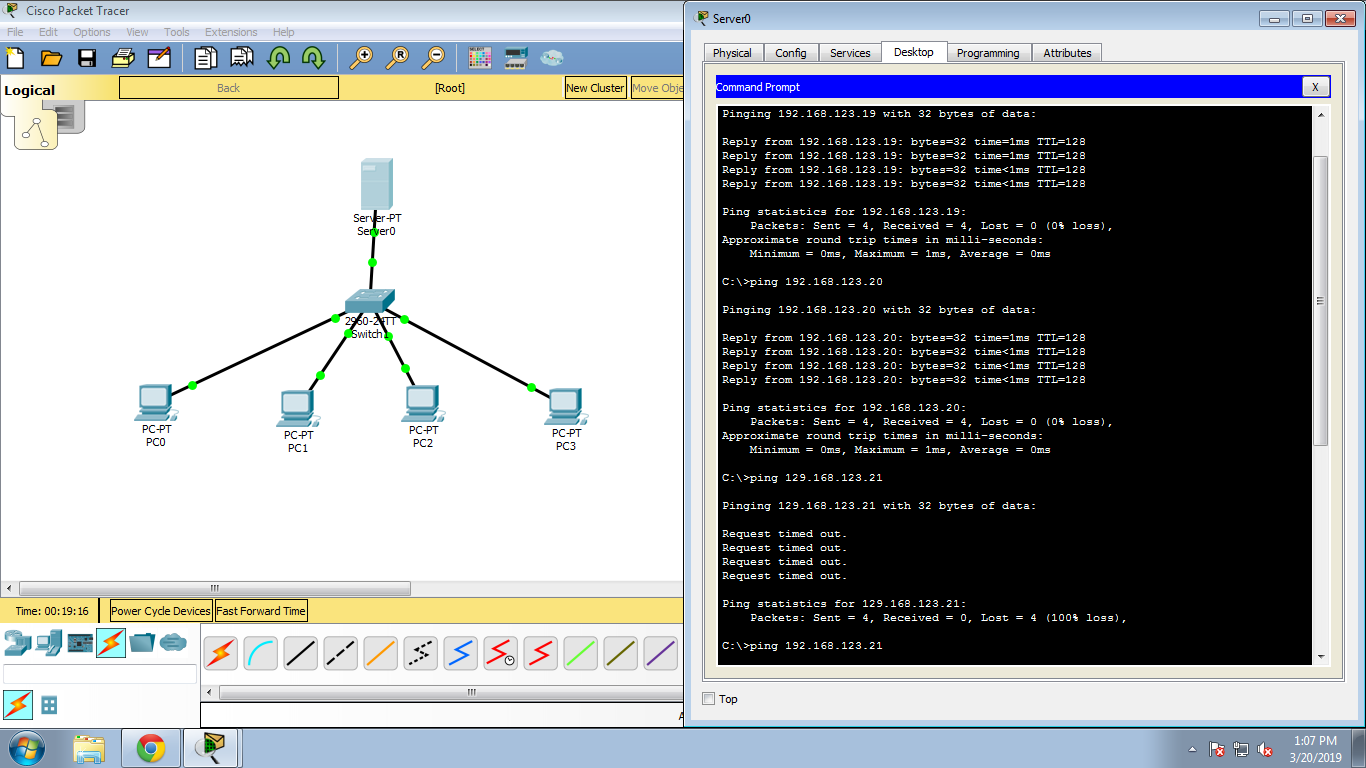 Cisco Packet Tracer
File Edit Options View Tools Extensions Help
Logical
Back
[Root]
New Cluster
Move Obje
Server-PT
Server0
2960-24TT
Switch1
PC-PT
PC0
PC-PT
PC1
PC-PT
PC2
PC-PT
PC3
Time: 00:19:16
Power Cycle Devices
Fast Forward Time
A
Server0
Physical Config Services Desktop Programming Attributes
Command Prompt
X
Pinging 192.168.123.19 with 32 bytes of data:
Reply from 192.168.123.19: bytes=32 time=1ms TTL=128
Reply from 192.168.123.19: bytes=32 time=1ms TTL=128
Reply from 192.168.123.19: bytes=32 time<1ms TTL=128
Reply from 192.168.123.19: bytes=32 time<1ms TTL=128
Ping statistics for 192.168.123.19:
Packets: Sent = 4, Received = 4, Lost = 0 (0% loss),
Approximate round trip times in milli-seconds:
Minimum = 0ms, Maximum = 1ms, Average = 0ms
C:\>ping 192.168.123.20
Pinging 192.168.123.20 with 32 bytes of data:
Reply from 192.168.123.20: bytes=32 time=1ms TTL=128
Reply from 192.168.123.20: bytes=32 time<1ms TTL=128
Reply from 192.168.123.20: bytes=32 time<1ms TTL=128
Reply from 192.168.123.20: bytes=32 time<1ms TTL=128
Ping statistics for 192.168.123.20:
Packets: Sent = 4, Received = 4, Lost = 0 (0% loss),
Approximate round trip times in milli-seconds:
Minimum = 0ms, Maximum = 1ms, Average = 0ms
C:\>ping 129.168.123.21
Pinging 129.168.123.21 with 32 bytes of data:
Request timed out.
Request timed out.
Request timed out.
Request timed out.
Ping statistics for 129.168.123.21:
Packets: Sent = 4, Received = 0, Lost = 4 (100% loss),
C:\>ping 192.168.123.21
Top
1:07 PM
3/20/2019